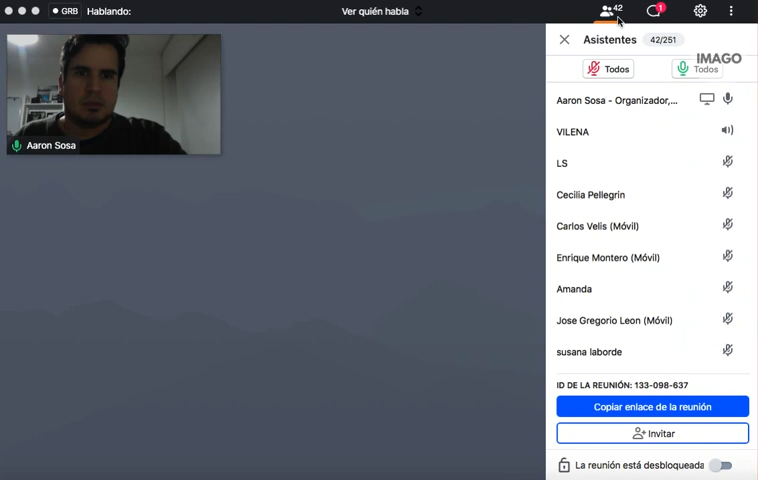 GRB Hablando:
Ver quién habla
42
1
Asistentes 42/251
IMAGO
Todos Todos
Aaron Sosa - Organizador,...
VILENA
LS
Cecilia Pellegrin
Carlos Velis (Móvil)
Enrique Montero (Móvil)
Amanda
Jose Gregorio Leon (Móvil)
susana laborde
Aaron Sosa
ID DE LA REUNIÓN: 133-098-637
Copiar enlace de la reunión
Invitar
La reunión está desbloqueada